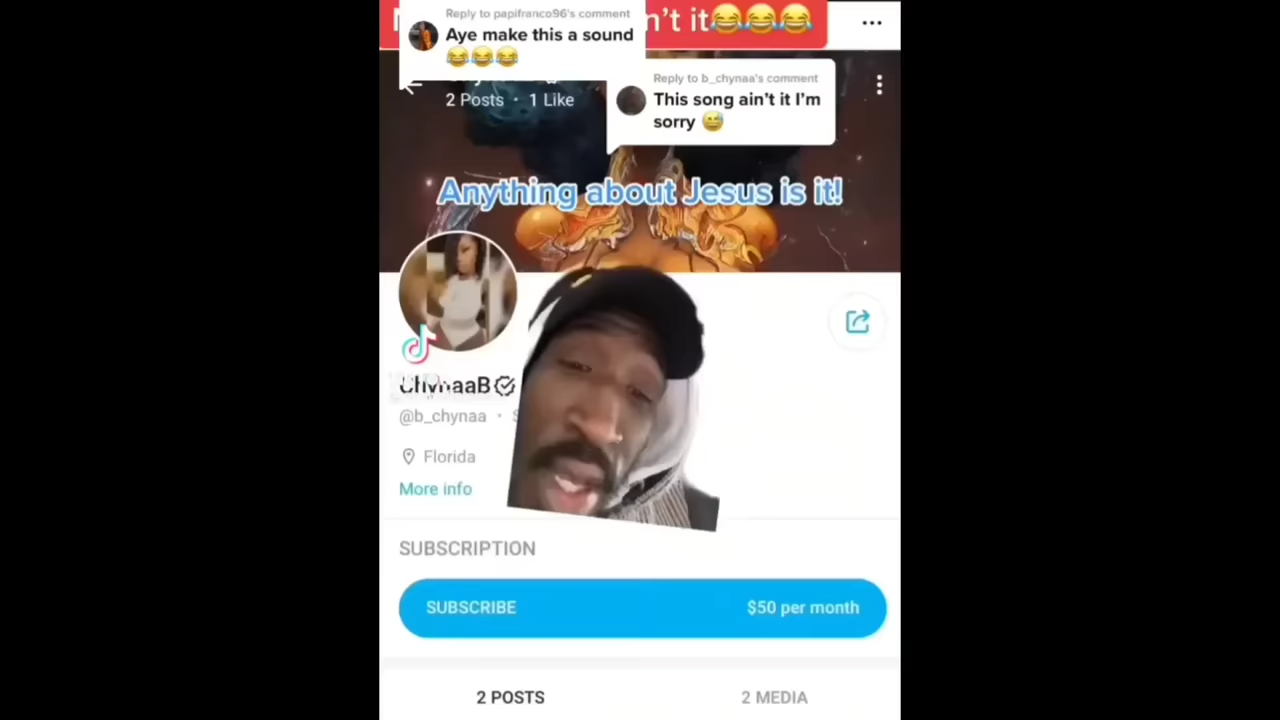 n't it😂😂😂
Reply to papifranco96's comment
Aye make this a sound
😂😂😂
2 Posts · 1 Like
Reply to b_chynaa's comment
This song ain't it I'm
sorry 😅
Anything about Jesus is it!
ChynaaB
@b_chynaa ·
Florida
More info
SUBSCRIPTION
SUBSCRIBE $50 per month
2 POSTS 2 MEDIA